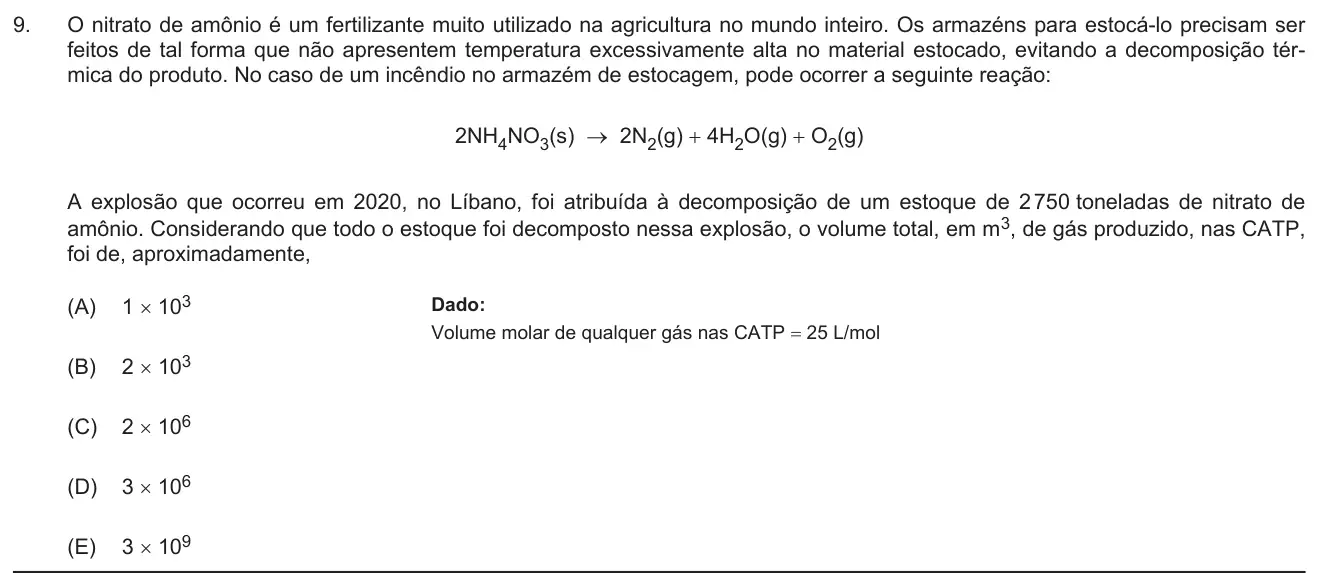 9. O nitrato de amônio é um fertilizante muito utilizado na agricultura no mundo inteiro. Os armazéns para estocá-lo precisam ser
feitos de tal forma que não apresentem temperatura excessivamente alta no material estocado, evitando a decomposição tér-
mica do produto. No caso de um incêndio no armazém de estocagem, pode ocorrer a seguinte reação:
2NH₄NO₃(s) → 2N₂(g) + 4H₂O(g) + O₂(g)
A explosão que ocorreu em 2020, no Líbano, foi atribuída à decomposição de um estoque de 2 750 toneladas de nitrato de
amônio. Considerando que todo o estoque foi decomposto nessa explosão, o volume total, em m³, de gás produzido, nas CATP,
foi de, aproximadamente,
(A) 1 × 10³
Dado:
Volume molar de qualquer gás nas CATP = 25 L/mol
(B) 2 × 10³
(C) 2 × 10⁶
(D) 3 × 10⁶
(E) 3 × 10⁹